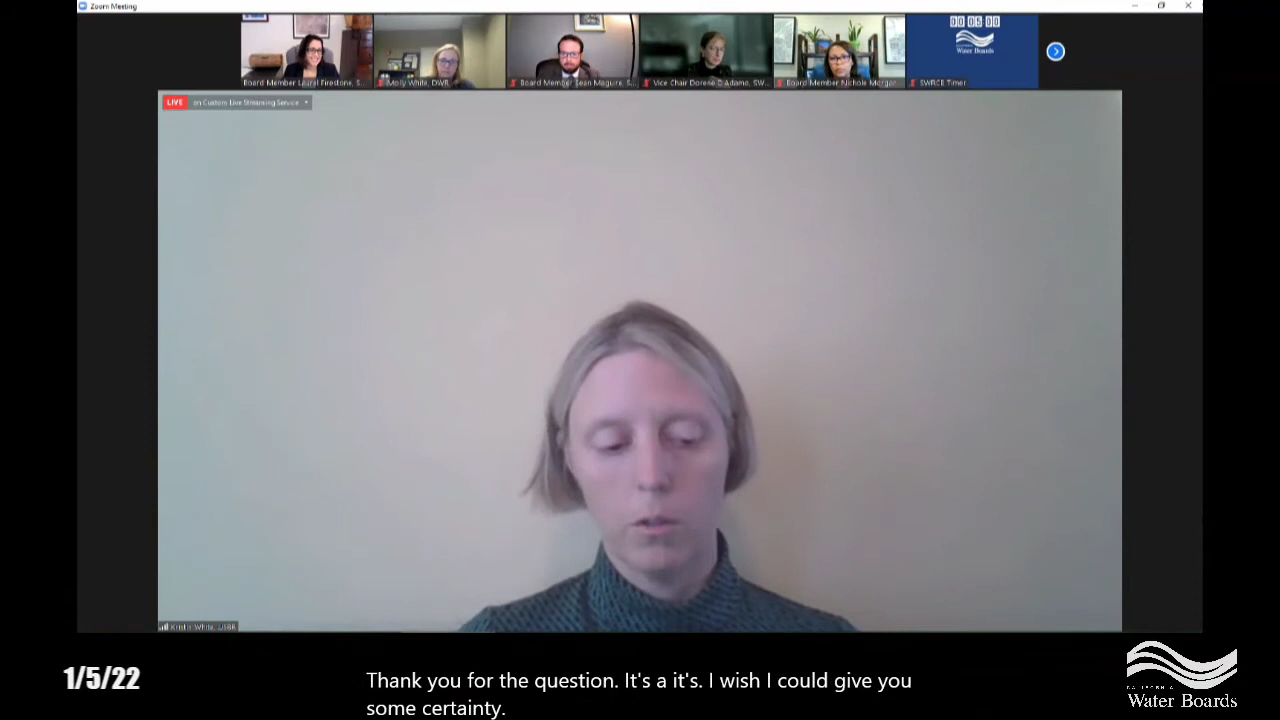 Zoom Meeting
00:05:00
Water Boards
Board Member Laurel Firestone, S...
Molly White, DWR
Board Member Sean Maguire, S...
Vice Chair Dorene D'Adamo, SW...
Board Member Nichole Morgan
SWRCB Timer
LIVE on Custom Live Streaming Service
Kristin White, USBR
1/5/22
Thank you for the question. It's a it's. I wish I could give you
some certainty.
CALIFORNIA
Water Boards